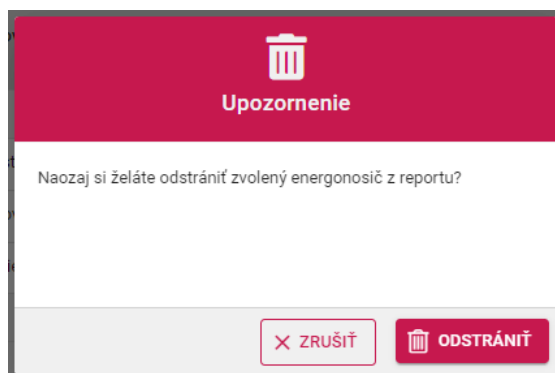 Upozornenie
Naozaj si želáte odstrániť zvolený energonosič z reportu?
ZRUŠIŤ
ODSTRÁNIŤ